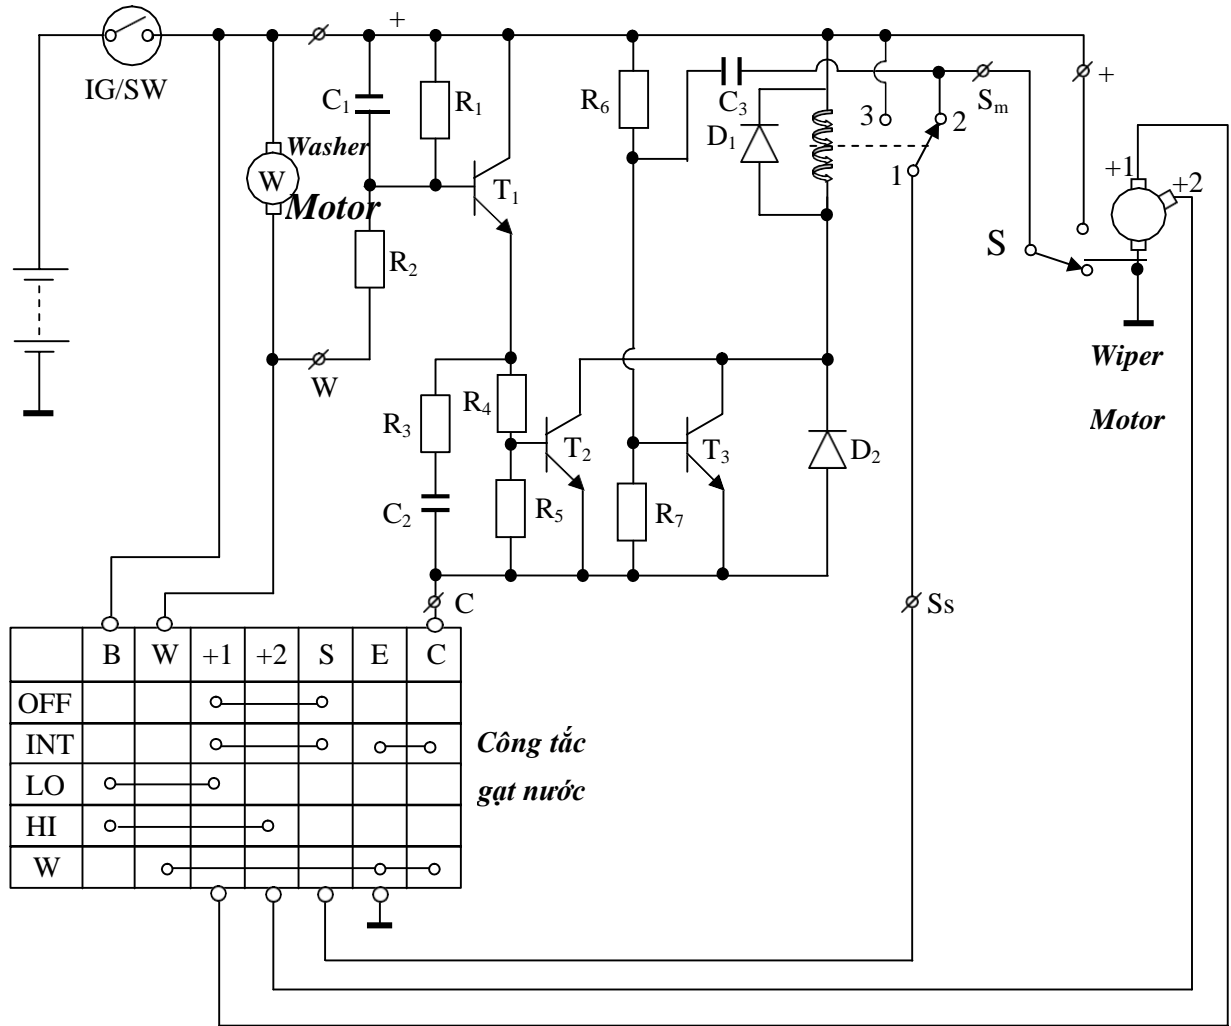 +
IG/SW
C₁
R₁
R₆
C₃
Sₘ
+
D₁
3
2
Washer
W
Motor
T₁
1
+1
+2
R₂
S
W
Wiper
Motor
R₃
R₄
T₂
T₃
D₂
C₂
R₅
R₇
C
Ss
B W +1 +2 S E C
OFF
INT
LO
HI
W
Công tắc
gạt nước